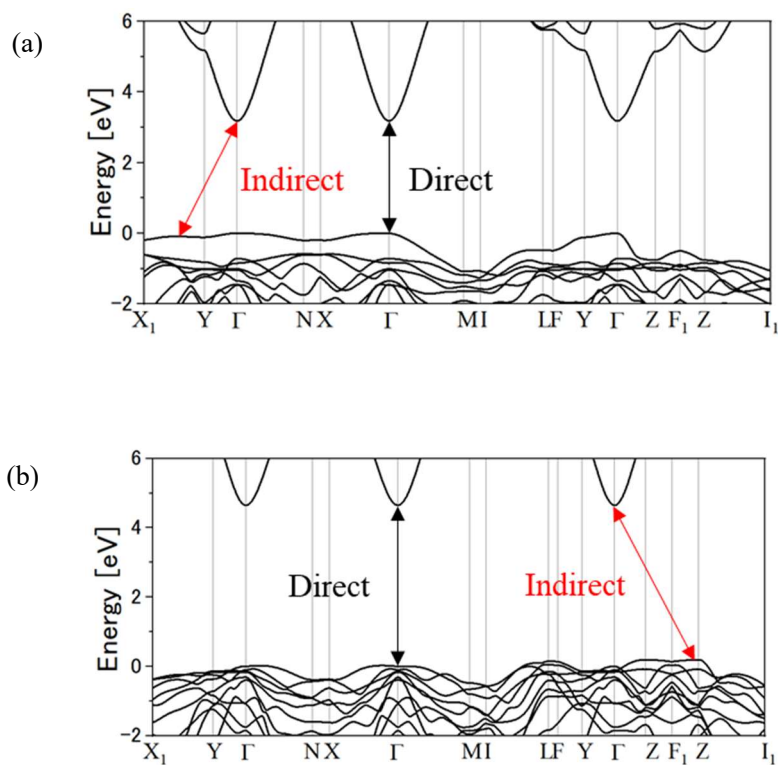 (a)
Energy [eV]
6
4
2
0
-2
Indirect
Direct
X₁ Y Γ N X Γ M I L F Y Γ Z F₁ Z I₁
(b)
Energy [eV]
6
4
2
0
-2
Direct
Indirect
X₁ Y Γ N X Γ M I L F Y Γ Z F₁ Z I₁